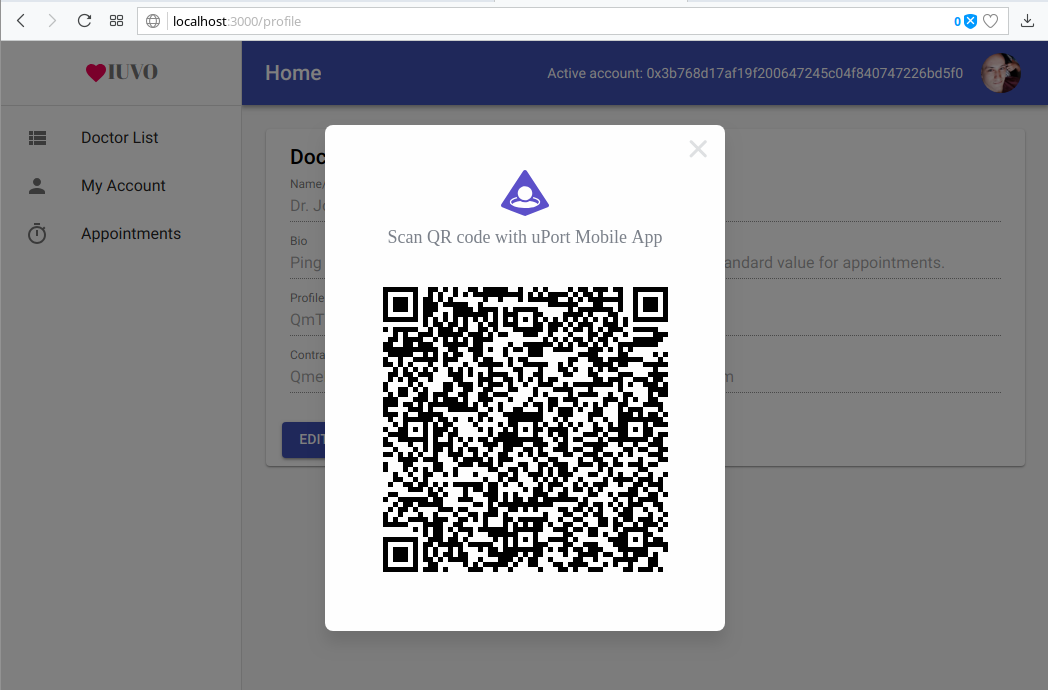 localhost:3000/profile
0
IUVO
Home
Active account: 0x3b768d17af19f200647245c04f840747226bd5f0
Doctor List
My Account
Appointments
Doc
Name/
Dr. Jo
Bio
Ping
andard value for appointments.
Profile
QmT
Contra
Qme
m
EDIT
Scan QR code with uPort Mobile App